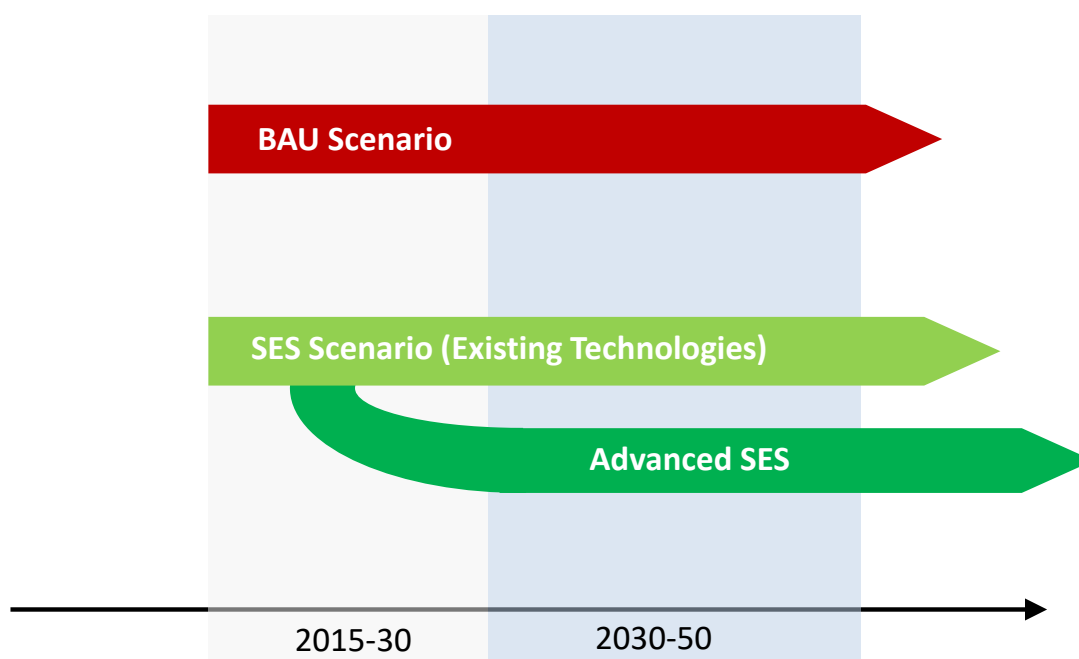 BAU Scenario
SES Scenario (Existing Technologies)
Advanced SES
2015-30
2030-50